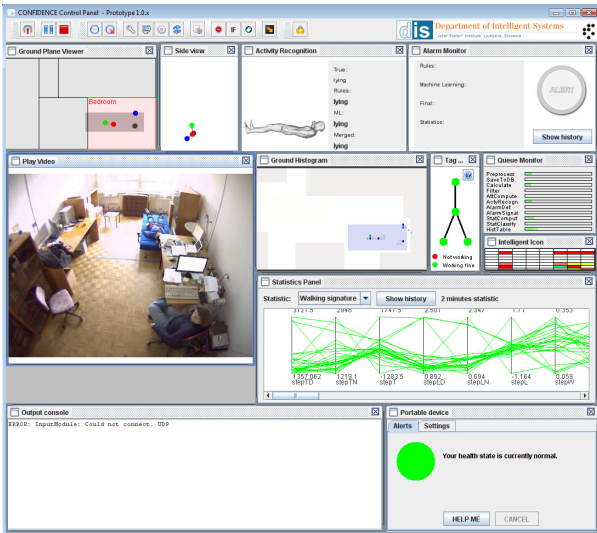 CONFIDENCE Control Panel - Prototype 1.0.x
IF
dis Department of Intelligent Systems
"Jožef Stefan" Institute, Ljubljana, Slovenia
Ground Plane Viewer
Bedroom
Side view
Activity Recognition
True:
lying
Rules:
lying
ML:
lying
Merged:
lying
Alarm Monitor
Rules:
Machine Learning:
Final:
Statistics:
ALERT
Show history
Play Video
Ground Histogram
Tag ...
Not working
Working fine
Queue Monitor
Preprocess
SaveToDB
Calculate
Filter
AttCompute
ActyRecogn
AlarmDet
AlarmSignal
StatComput
StatClassify
HistTable
Intelligent Icon
Statistics Panel
Statistic: Walking signature Show history 2 minutes statistic
3121.5 2948 1741.5 2.501 2.347 1.71 0.353
1357.062 1219.1 -1283.5 0.892 0.694 -1.164 0.059
stepTD stepTN stepT stepLD stepLN stepL stepW
Output console
ERROR: InputModule: Could not connect. UDP
Portable device
Alerts Settings
Your health state is currently normal.
HELP ME CANCEL